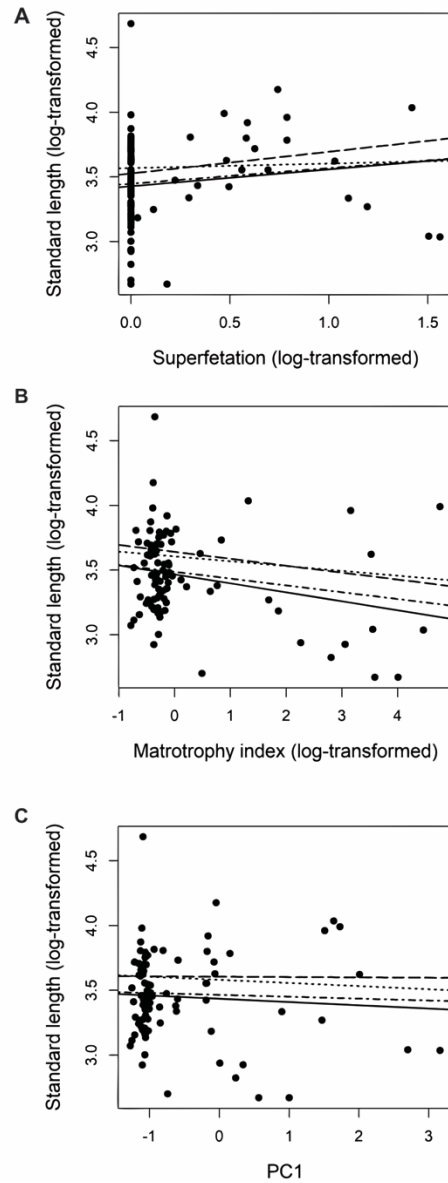 A
Standard length (log-transformed)
4.5
4.0
3.5
3.0
0.0 0.5 1.0 1.5
Superfetation (log-transformed)
B
Standard length (log-transformed)
4.5
4.0
3.5
3.0
-1 0 1 2 3 4
Matrotrophy index (log-transformed)
C
Standard length (log-transformed)
4.5
4.0
3.5
3.0
-1 0 1 2 3
PC1